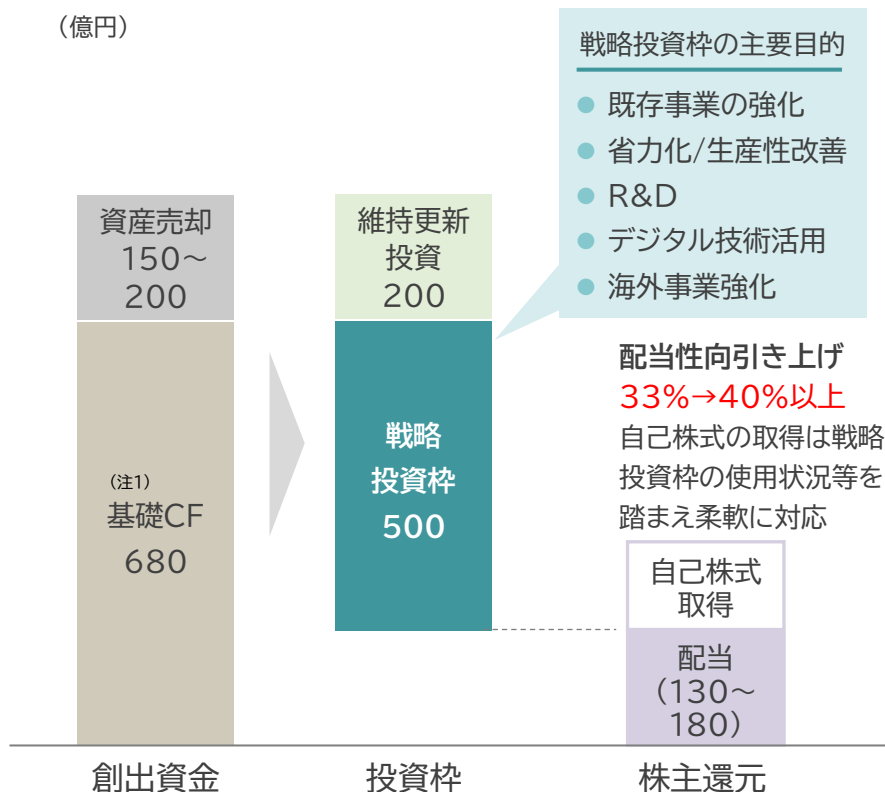 （億円）
戦略投資枠の主要目的
● 既存事業の強化
● 省力化/生産性改善
● R&D
● デジタル技術活用
● 海外事業強化
資産売却
150～
200
(注1)
基礎CF
680
維持更新
投資
200
戦略
投資枠
500
配当性向引き上げ
33%→40%以上
自己株式の取得は戦略
投資枠の使用状況等を
踏まえ柔軟に対応
自己株式
取得
配当
(130～
180)
創出資金
投資枠
株主還元